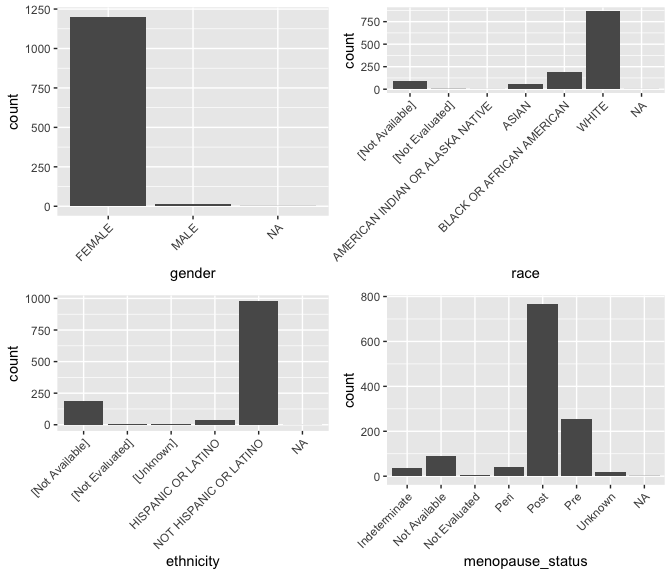 1250
1000
750
500
250
0
count
FEMALE
MALE
NA
gender
750
500
250
0
count
[Not Available]
[Not Evaluated]
AMERICAN INDIAN OR ALASKA NATIVE
ASIAN
BLACK OR AFRICAN AMERICAN
WHITE
NA
race
1000
750
500
250
0
count
[Not Available]
[Not Evaluated]
[Unknown]
HISPANIC OR LATINO
NOT HISPANIC OR LATINO
NA
ethnicity
800
600
400
200
0
count
Indeterminate
Not Available
Not Evaluated
Peri
Post
Pre
Unknown
NA
menopause_status